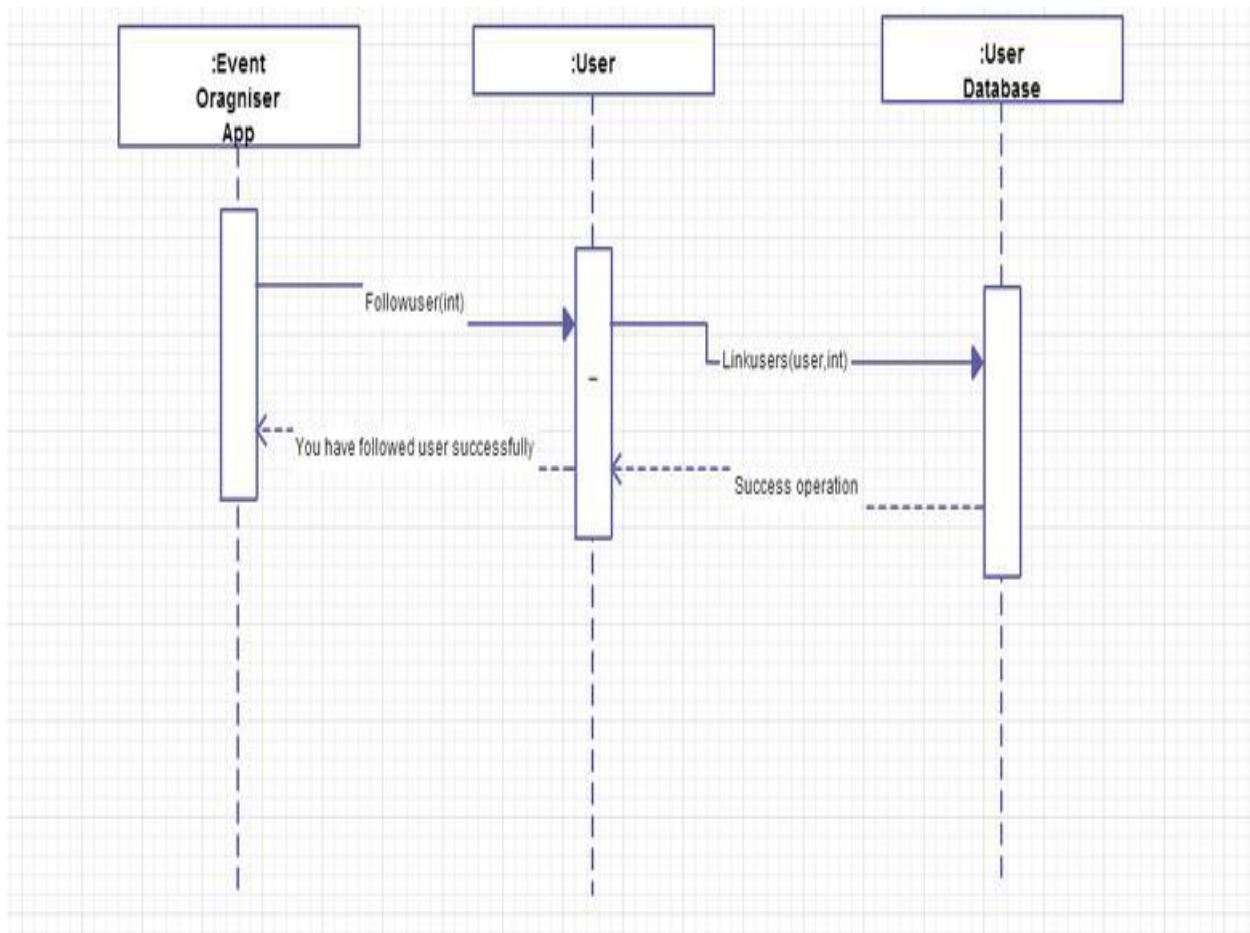 :Event
Oragniser
App
:User
:User
Database
Followuser(int)
Linkusers(user,int)
You have followed user successfully
Success operation